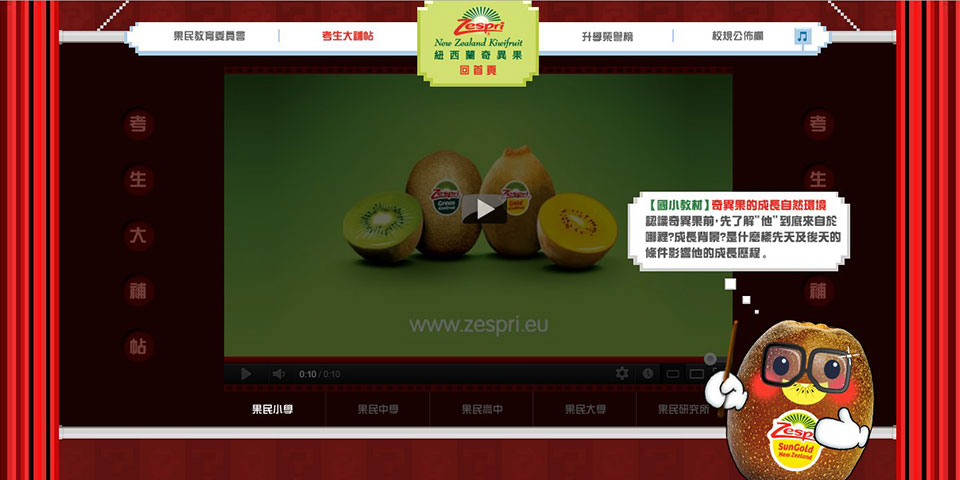 果民教育委員會
考生大補帖
Zespri
New Zealand Kiwifruit
紐西蘭奇異果
回首頁
升學榮譽榜
校規公佈欄
考生大補帖
考生
補
Zespri
Green
Zespri
Gold
【國小教材】奇異果的成長自然環境
認識奇異果前,先了解"他"到底來自於
哪裡?成長背景?是什麼樣先天及後天的
條件影響他的成長歷程。
www.zespri.eu
0:10 / 0:10
果民小學
果民中學
果民高中
果民大學
果民研究所
Zespri
SunGold
New Zealand